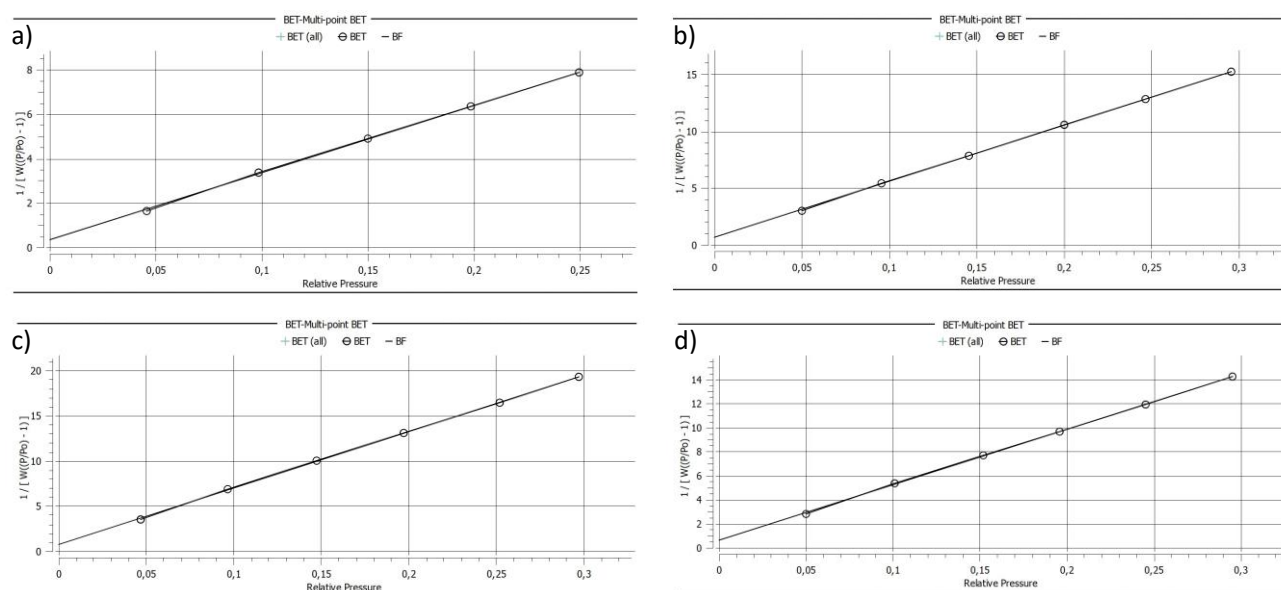 a)
BET-Multi-point BET
BET (all) BET BF
1 / [ W((P/Po) - 1) ]
8
6
4
2
0
0 0,05 0,1 0,15 0,2 0,25
Relative Pressure
b)
BET-Multi-point BET
BET (all) BET BF
1 / [ W((P/Po) - 1) ]
15
10
5
0
0 0,05 0,1 0,15 0,2 0,25 0,3
Relative Pressure
c)
BET-Multi-point BET
BET (all) BET BF
1 / [ W((P/Po) - 1) ]
20
15
10
5
0
0 0,05 0,1 0,15 0,2 0,25 0,3
Relative Pressure
d)
BET-Multi-point BET
BET (all) BET BF
1 / [ W((P/Po) - 1) ]
14
12
10
8
6
4
2
0
0 0,05 0,1 0,15 0,2 0,25 0,3
Relative Pressure